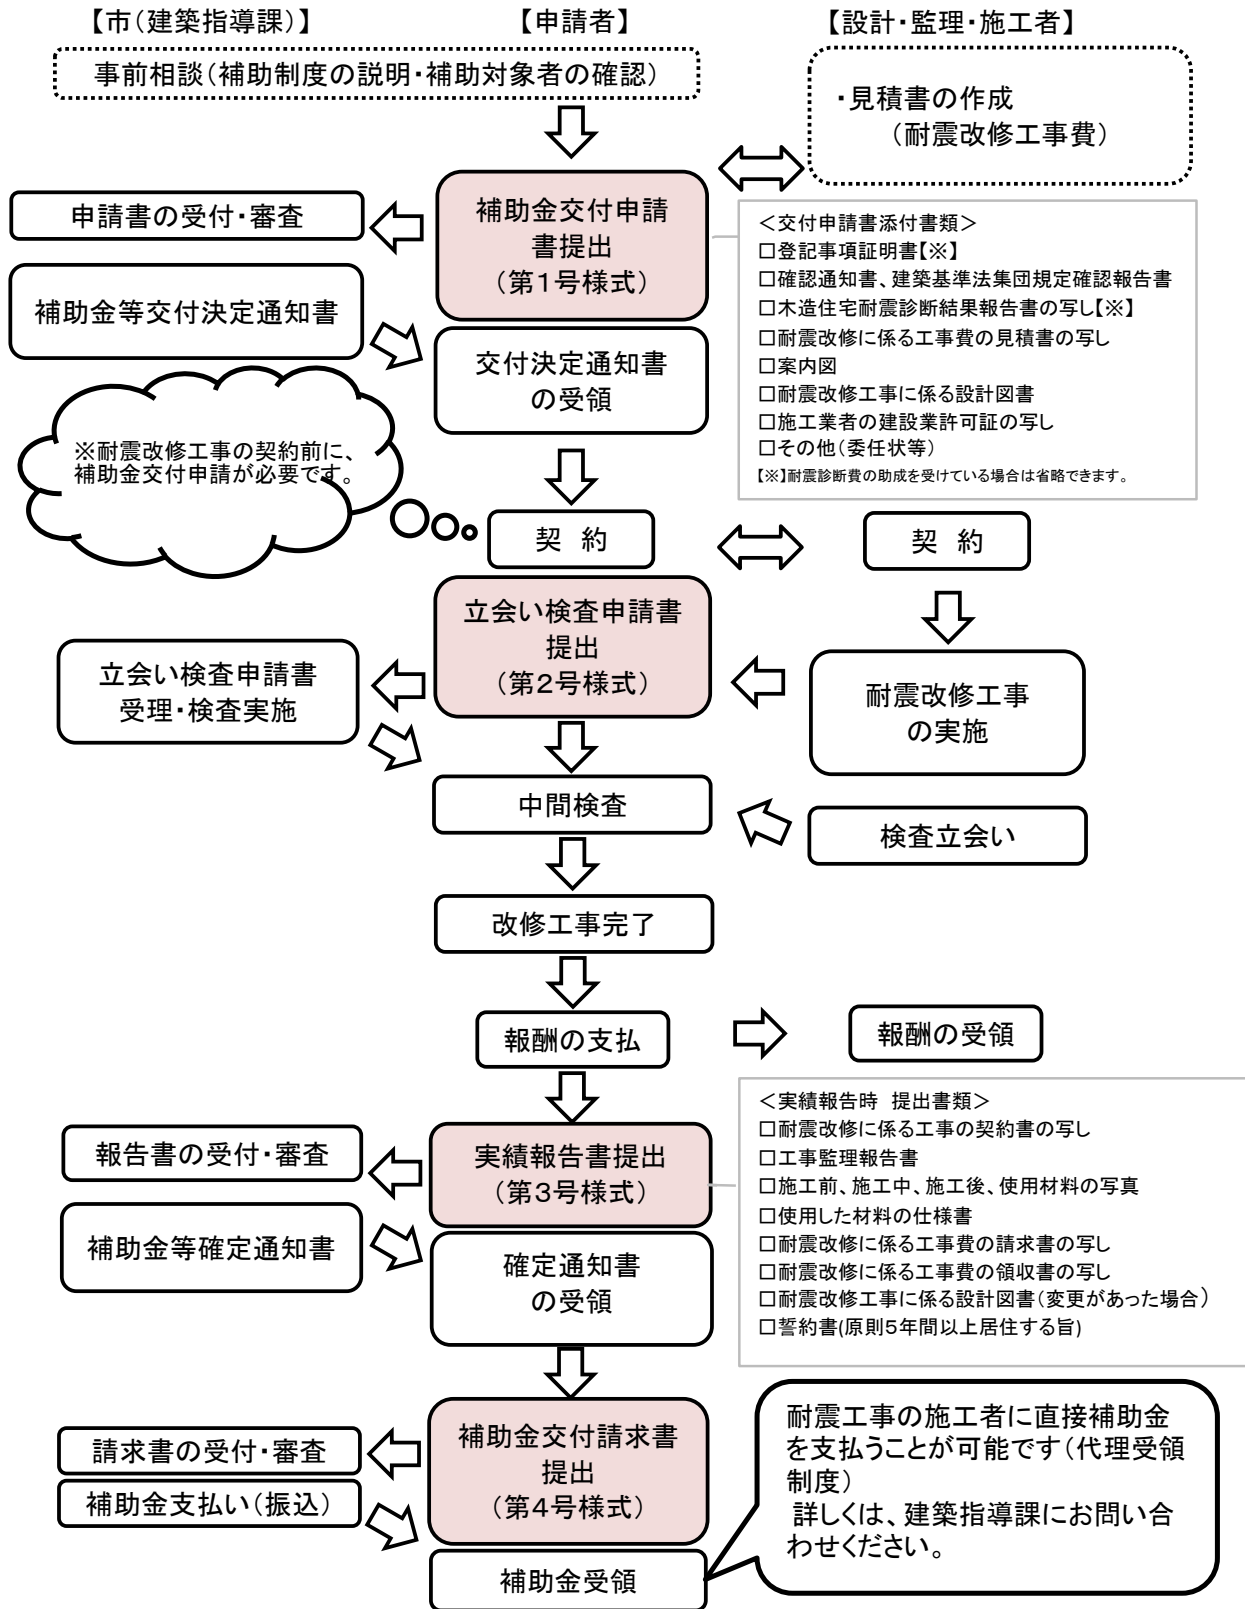 【市(建築指導課)】 【申請者】 【設計・監理・施工者】
事前相談(補助制度の説明・補助対象者の確認)
・見積書の作成
(耐震改修工事費)
補助金交付申請
書提出
(第1号様式)
申請書の受付・審査
補助金等交付決定通知書
交付決定通知書
の受領
<交付申請書添付書類>
□登記事項証明書【※】
□確認通知書、建築基準法集団規定確認報告書
□木造住宅耐震診断結果報告書の写し【※】
□耐震改修に係る工事費の見積書の写し
□案内図
□耐震改修工事に係る設計図書
□施工業者の建設業許可証の写し
□その他(委任状等)
【※】耐震診断費の助成を受けている場合は省略できます。
※耐震改修工事の契約前に、
補助金交付申請が必要です。
契 約
契 約
立会い検査申請書
提出
(第2号様式)
立会い検査申請書
受理・検査実施
耐震改修工事
の実施
中間検査
検査立会い
改修工事完了
報酬の支払
報酬の受領
実績報告書提出
(第3号様式)
報告書の受付・審査
補助金等確定通知書
確定通知書
の受領
<実績報告時 提出書類>
□耐震改修に係る工事の契約書の写し
□工事監理報告書
□施工前、施工中、施工後、使用材料の写真
□使用した材料の仕様書
□耐震改修に係る工事費の請求書の写し
□耐震改修に係る工事費の領収書の写し
□耐震改修工事に係る設計図書(変更があった場合)
□誓約書(原則5年間以上居住する旨)
補助金交付請求書
提出
(第4号様式)
請求書の受付・審査
補助金支払い(振込)
補助金受領
耐震工事の施工者に直接補助金
を支払うことが可能です(代理受領
制度)
詳しくは、建築指導課にお問い合
わせください。